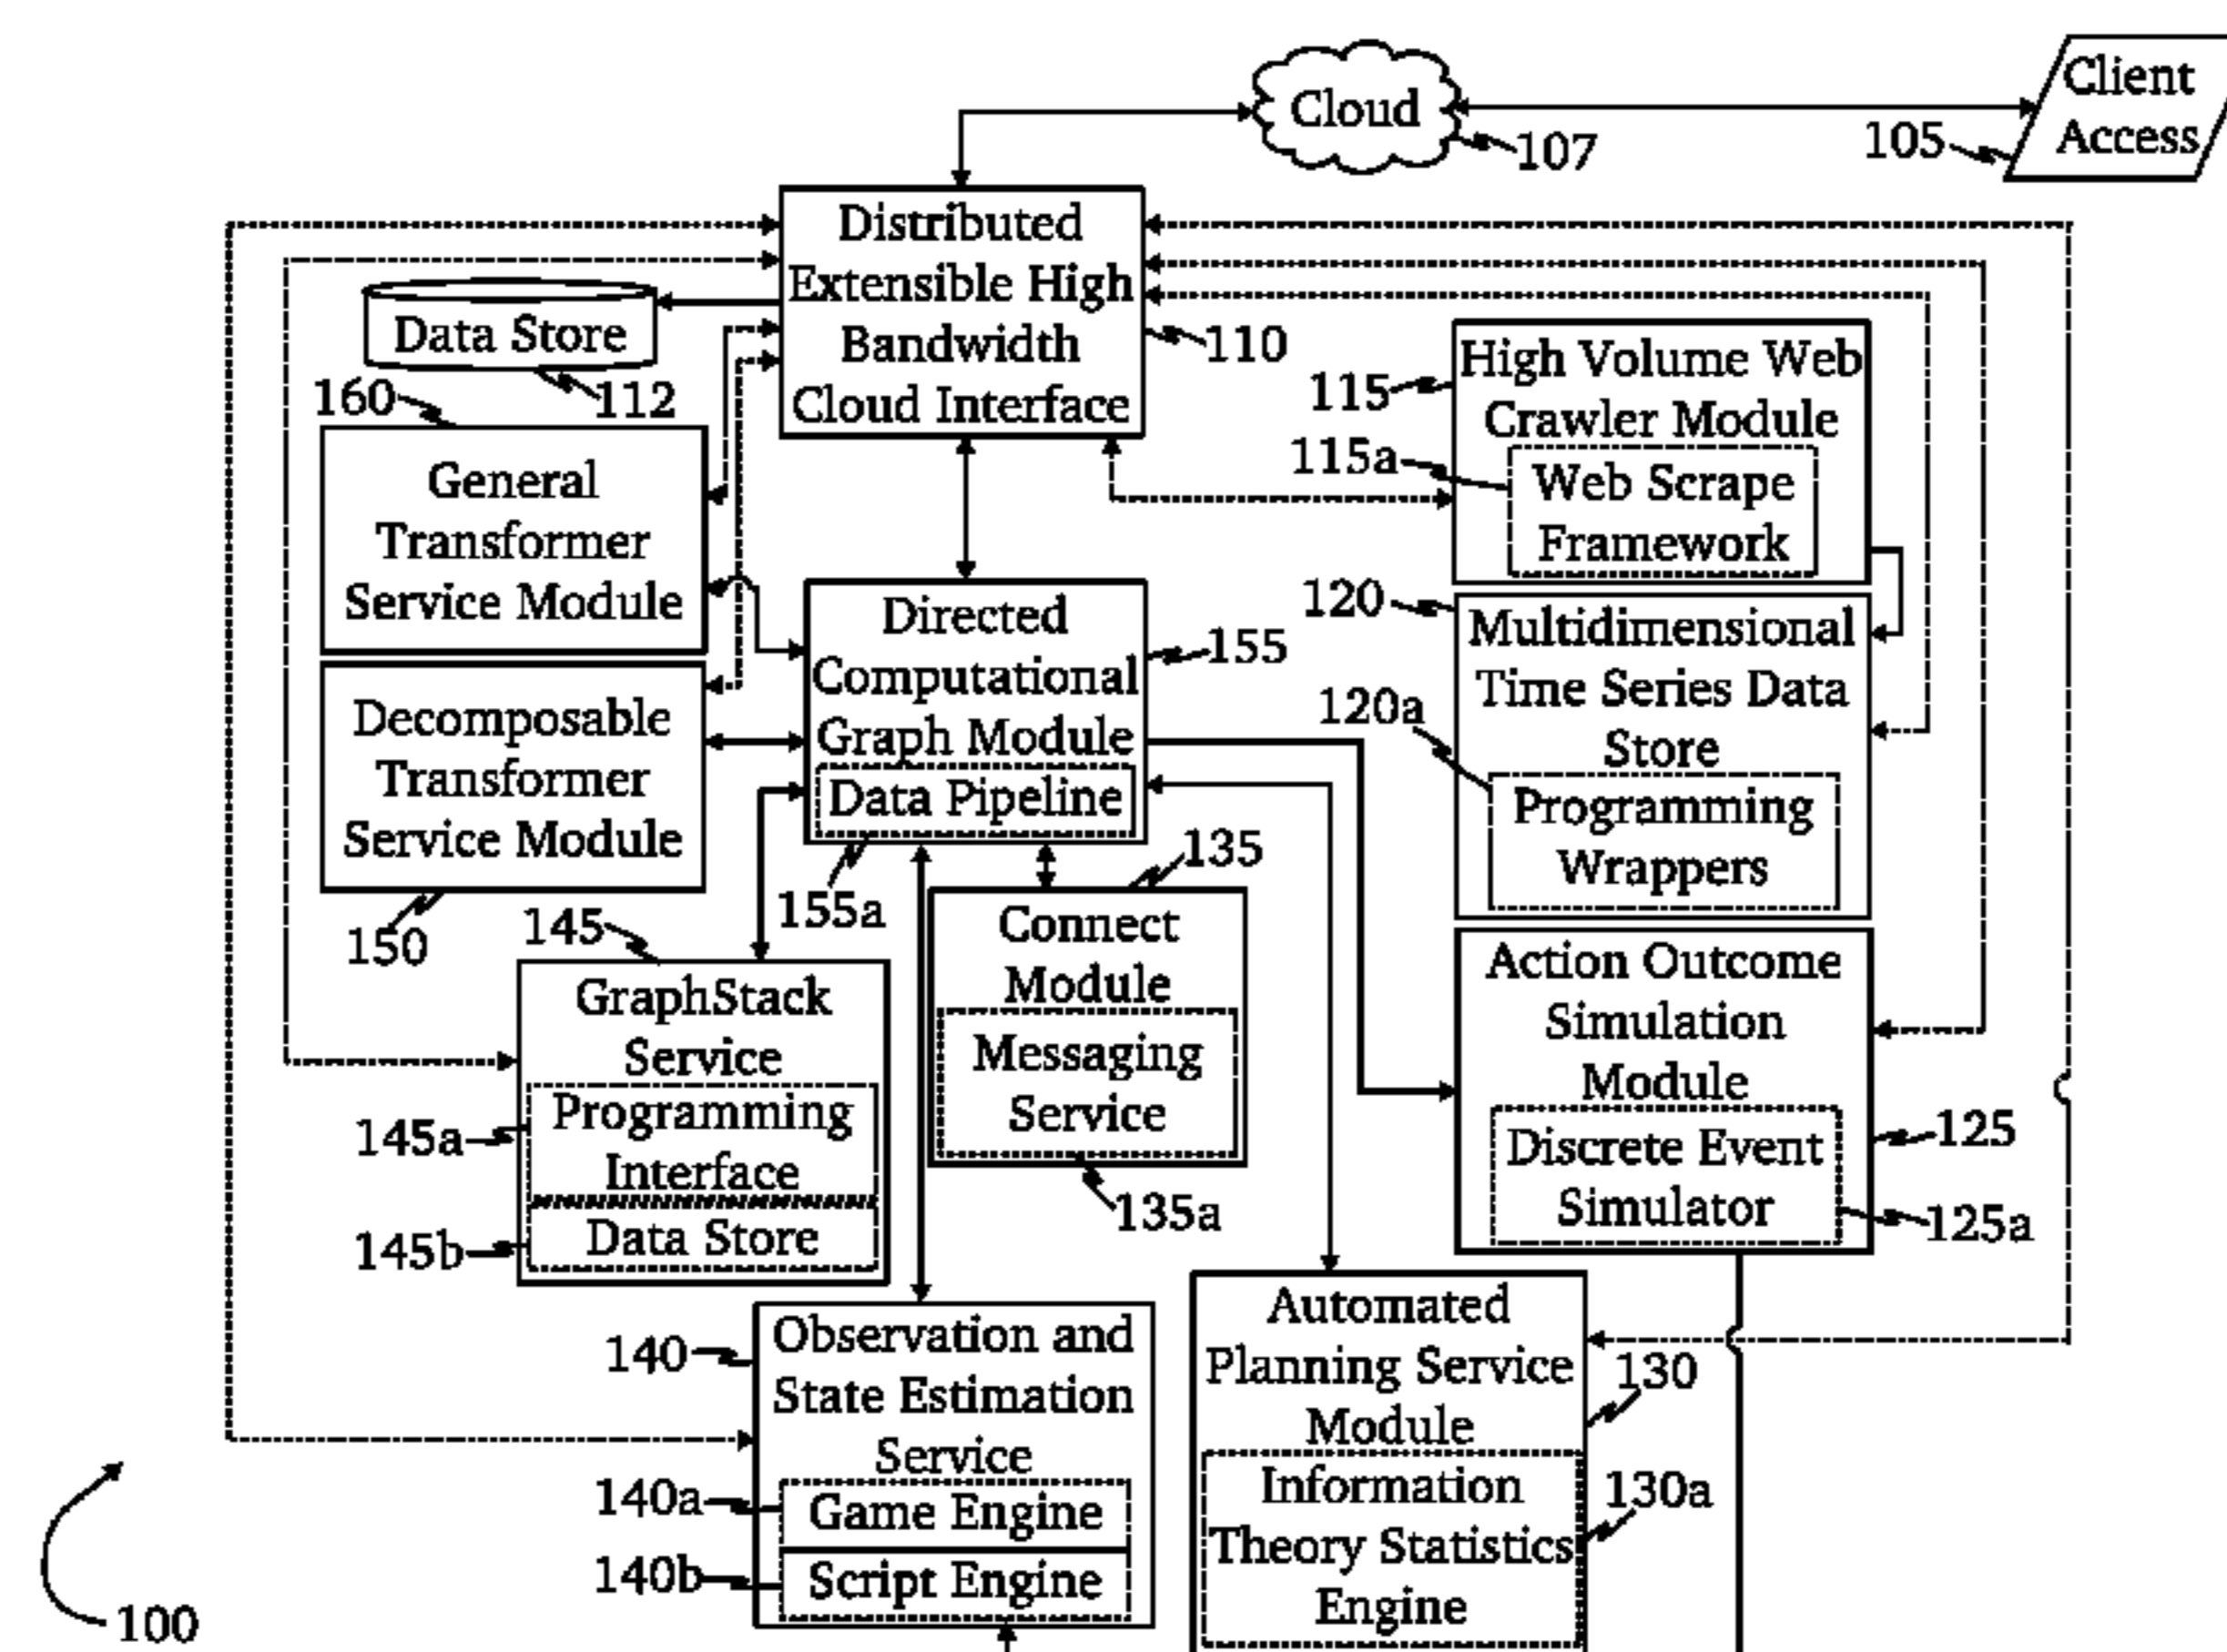 Cloud
107
Client
Access
105
Distributed
Extensible High
Bandwidth
Cloud Interface
110
Data Store
112
160
General
Transformer
Service Module
Decomposable
Transformer
Service Module
150
Directed
Computational
Graph Module
Data Pipeline
155
155a
115
High Volume Web
Crawler Module
115a
Web Scrape
Framework
120
Multidimensional
Time Series Data
Store
120a
Programming
Wrappers
135
Connect
Module
Messaging
Service
135a
145
GraphStack
Service
145a
Programming
Interface
145b
Data Store
Action Outcome
Simulation
Module
125
Discrete Event
Simulator
125a
140
Observation and
State Estimation
Service
140a
Game Engine
140b
Script Engine
Automated
Planning Service
Module
130
Information
Theory Statistics
Engine
130a
100